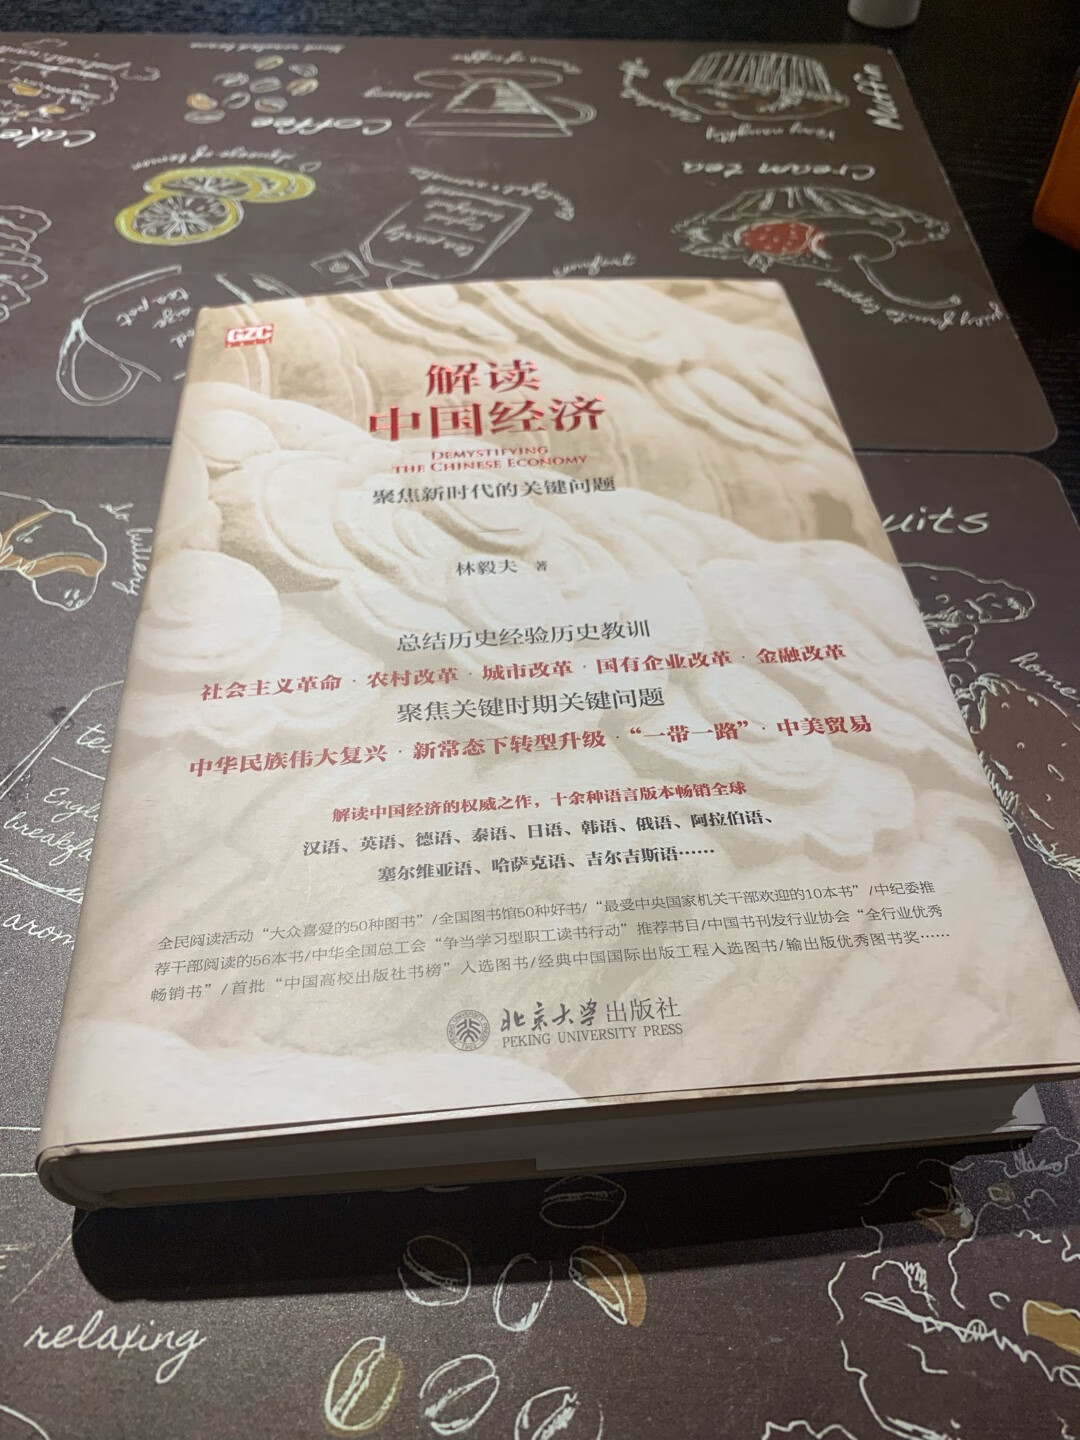 Cake
Coffee
Muffin
Very naughty
Cream tea
GZC
解读
中国经济
DEMYSTIFYING
THE CHINESE ECONOMY
聚焦新时代的关键问题
林毅夫 著
总结历史经验历史教训
社会主义革命·农村改革·城市改革·国有企业改革·金融改革
聚焦关键时期关键问题
中华民族伟大复兴·新常态下转型升级·“一带一路”·中美贸易
解读中国经济的权威之作，十余种语言版本畅销全球
汉语、英语、德语、泰语、日语、韩语、俄语、阿拉伯语、
塞尔维亚语、哈萨克语、吉尔吉斯语……
全民阅读活动“大众喜爱的50种图书”/全国图书馆50种好书/“最受中央国家机关干部欢迎的10本书”/中纪委推
荐干部阅读的56本书/中华全国总工会“争当学习型职工读书行动”推荐书目/中国书刊发行业协会“全行业优秀
畅销书”/首批“中国高校出版社书榜”入选图书/经典中国国际出版工程入选图书/输出版优秀图书奖……
北京大学出版社
PEKING UNIVERSITY PRESS
uits
So buttery
home
tea
Engl
breakfa
arom
relaxing